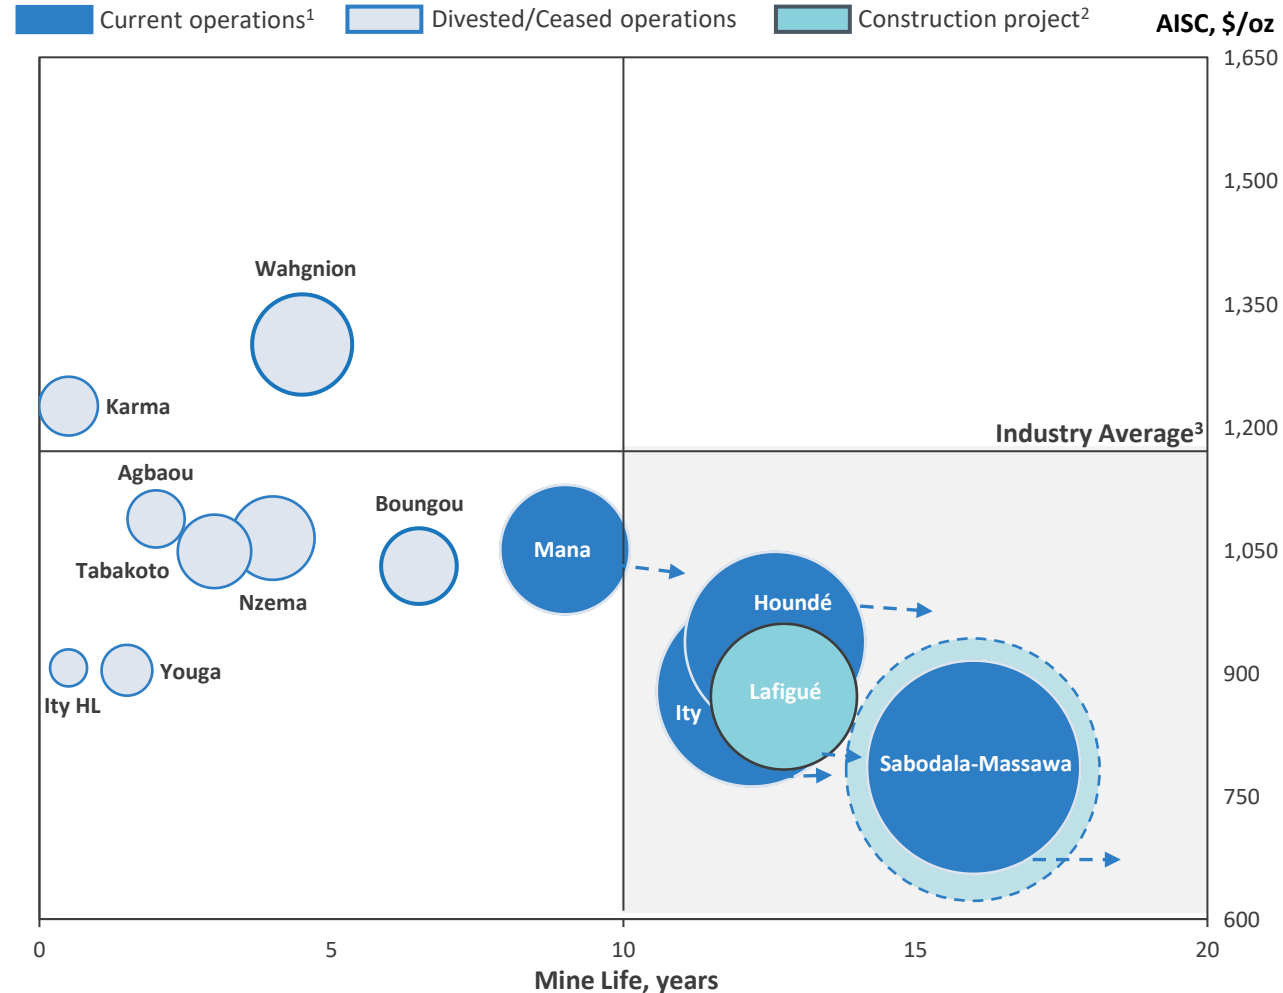 Current operations¹ Divested/Ceased operations Construction project² AISC, $/oz
1,650
1,500
Wahgnion
1,350
Karma
1,200
Industry Average³
Agbaou
Boungou
Mana
1,050
Tabakoto
Nzema
Houndé
Youga
900
Ity HL
Lafigué
Ity
Sabodala-Massawa
750
600
0 5 10 15 20
Mine Life, years